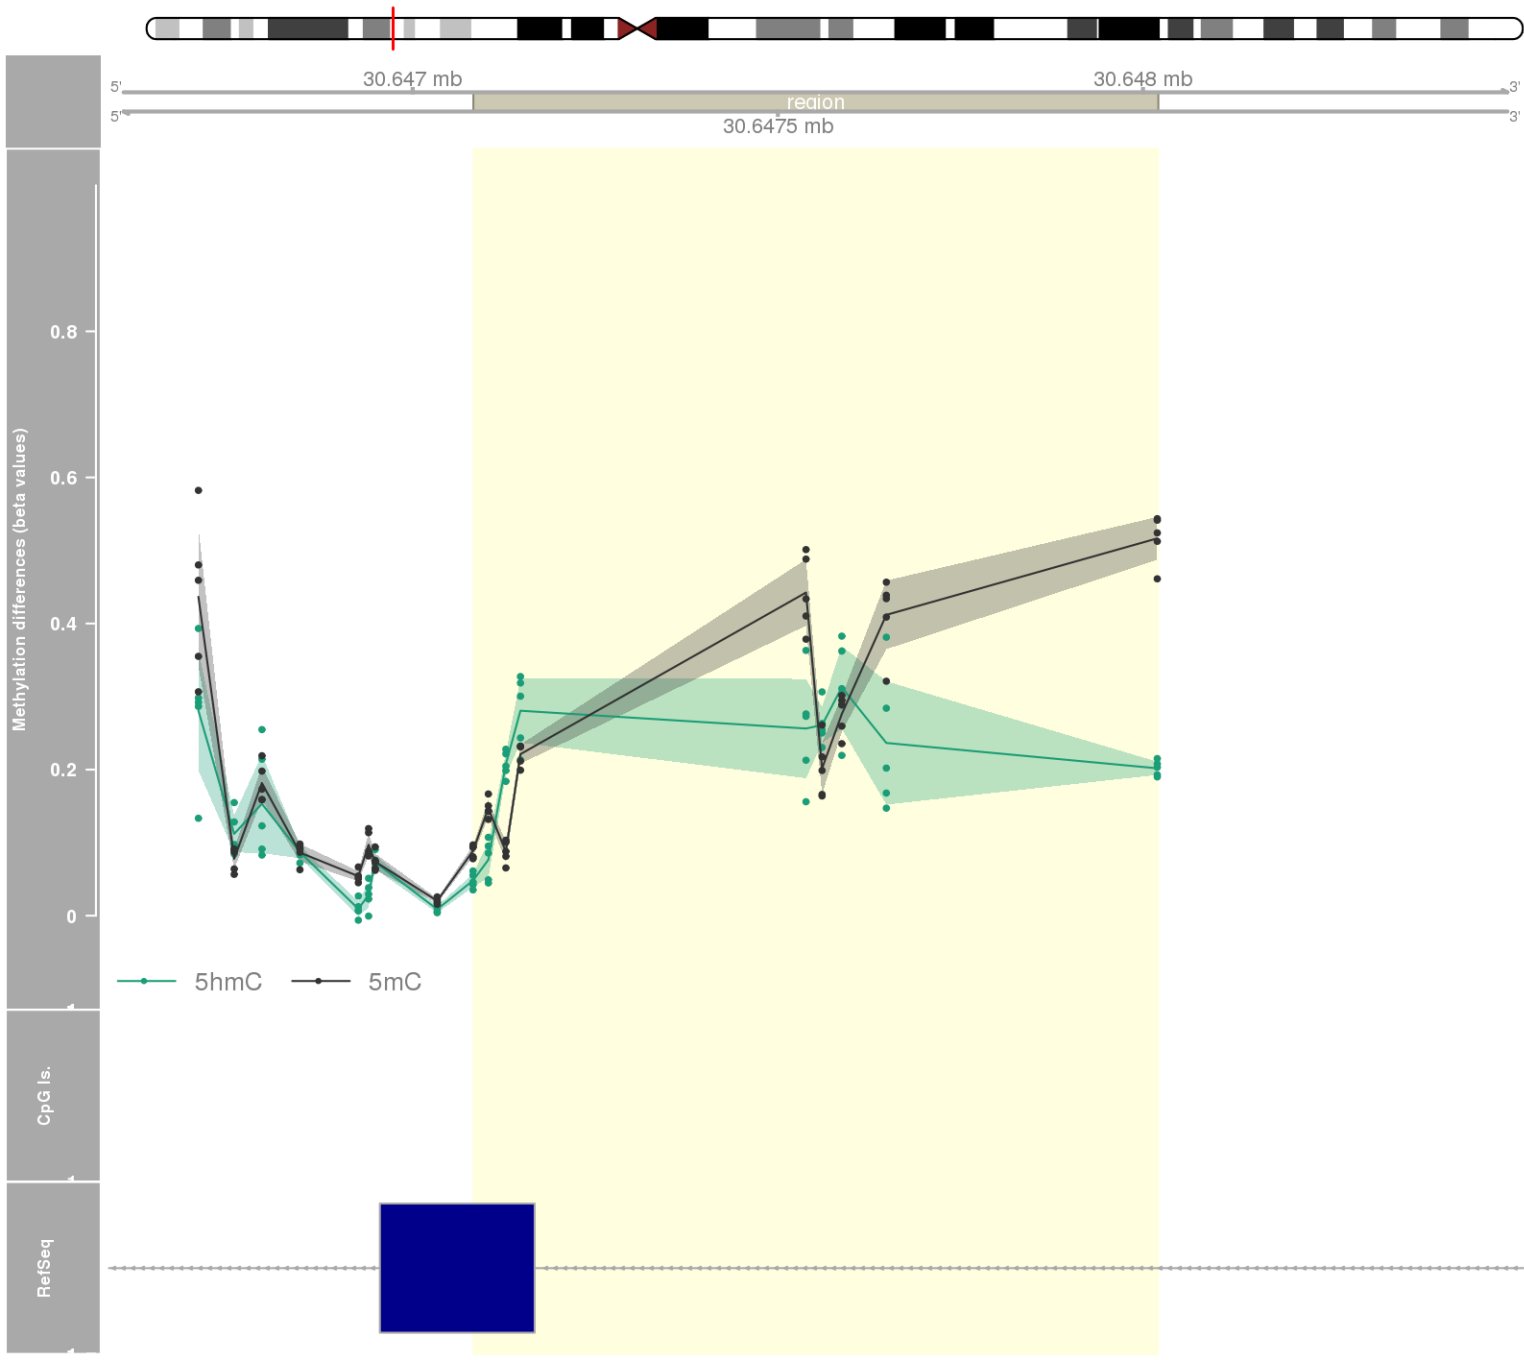 30.647 mb
30.648 mb
5'
3'
region
5'
3'
30.6475 mb
Methylation differences (beta values)
0.8
0.6
0.4
0.2
0
5hmC
5mC
CpG Is.
RefSeq